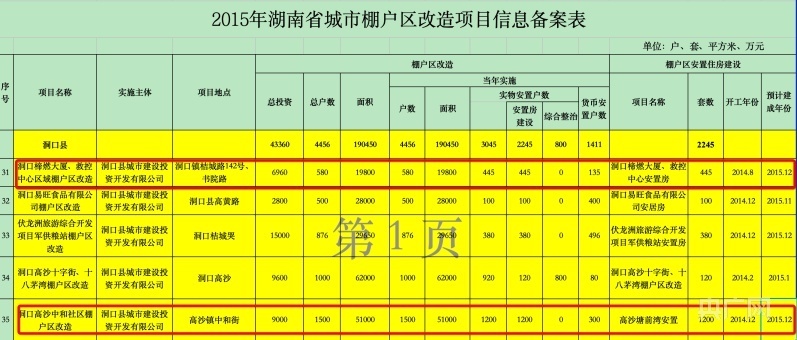 2015年湖南省城市棚户区改造项目信息备案表
单位：户、套、平方米、万元
序号 项目名称 实施主体 项目地点 棚户区改造 棚户区安置住房建设
总投资 总户数 面积 当年实施 项目名称 套数 开工年份 预计建成年份
户数 面积 实物安置户数 货币安置户数
安置房建设 综合整治
洞口县 43360 4456 190450 4456 190450 3045 2245 800 1411 2245
31 洞口樟燃大厦、救控中心区域棚户区改造 洞口县城市建设投资开发有限公司 洞口镇桔城路142号、书院路 6960 580 19800 580 19800 445 445 0 135 洞口樟燃大厦、救控中心安置房 445 2014.8 2015.12
32 洞口易旺食品有限公司棚户区改造 洞口县城市建设投资开发有限公司 洞口县高黄路 2800 500 28000 500 28000 100 100 0 400 洞口易旺食品有限公司安居房 100 2014.12 2015.11
33 伏龙洲旅游综合开发项目军供粮站棚户区改造 洞口县城市建设投资开发有限公司 洞口桔城哭 15000 876 29650 876 29650 380 380 0 496 伏龙洲旅游综合开发项目军供粮站安置房 380 2014.12 2015.12
34 洞口高沙十字街、十八茅湾棚户区改造 洞口县城市建设投资开发有限公司 洞口高沙 9600 1000 62000 1000 62000 920 120 800 80 洞口高沙十字街、十八茅湾棚户区改造 120 2014.2 2015.1
35 洞口高沙中和社区棚户区改造 洞口县城市建设投资开发有限公司 高沙镇中和街 9000 1500 51000 1500 51000 1200 1200 0 300 高沙塘前湾安置 1200 2014.12 2015.12
第 1 页
央广网